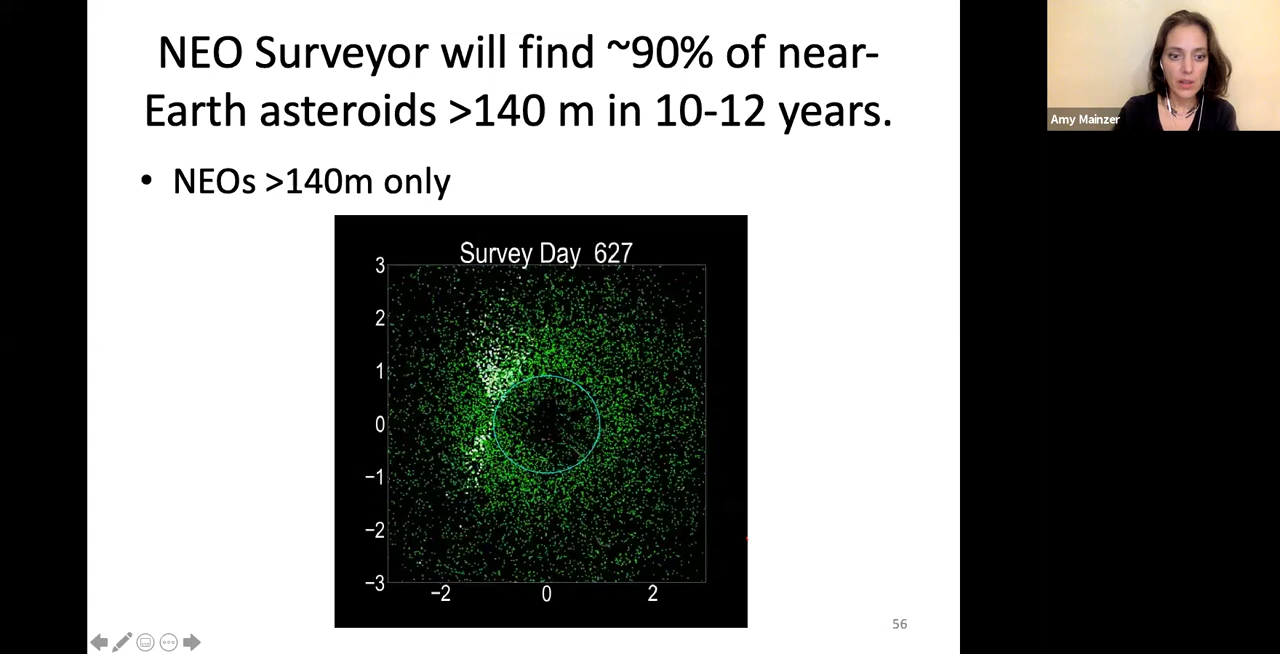 NEO Surveyor will find ~90% of near-
Earth asteroids >140 m in 10-12 years.
• NEOs >140m only
Survey Day 627
3
2
1
0
−1
−2
−3
−2 0 2
56
Amy Mainzer